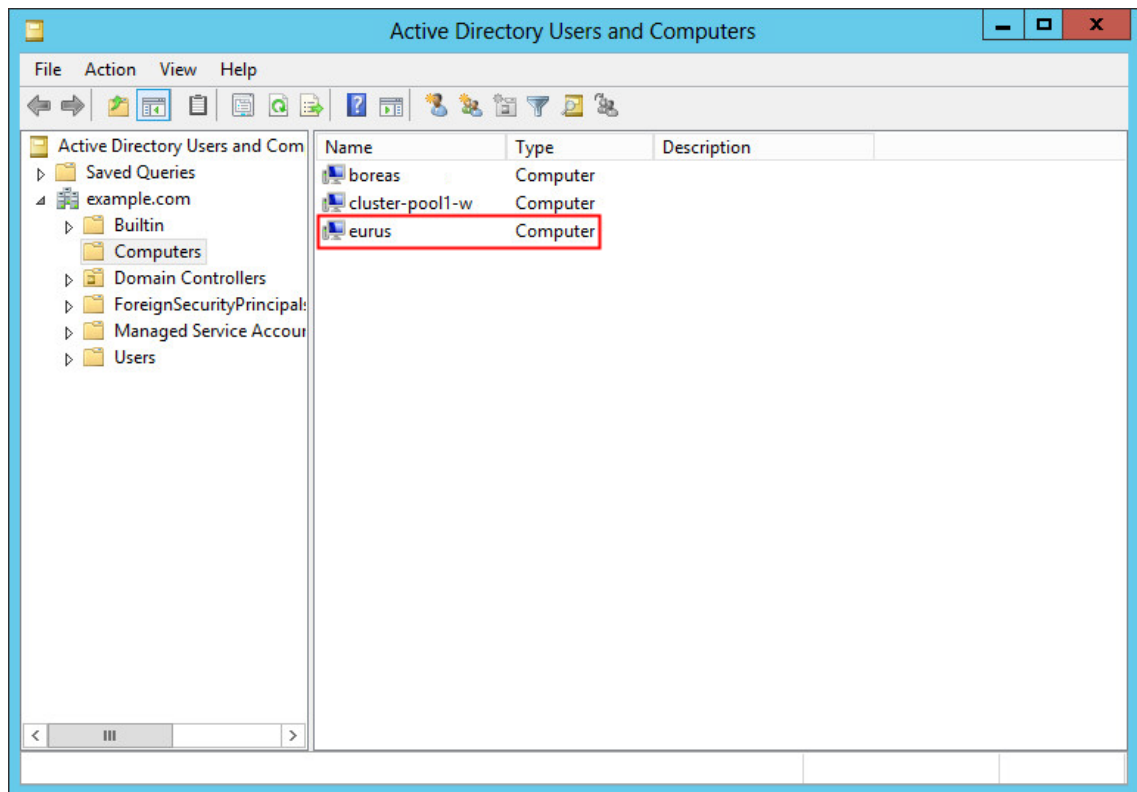 Active Directory Users and Computers
File Action View Help
Active Directory Users and Com
Name Type Description
Saved Queries
boreas Computer
example.com
cluster-pool1-w Computer
Builtin
eurus Computer
Computers
Domain Controllers
ForeignSecurityPrincipals
Managed Service Accour
Users